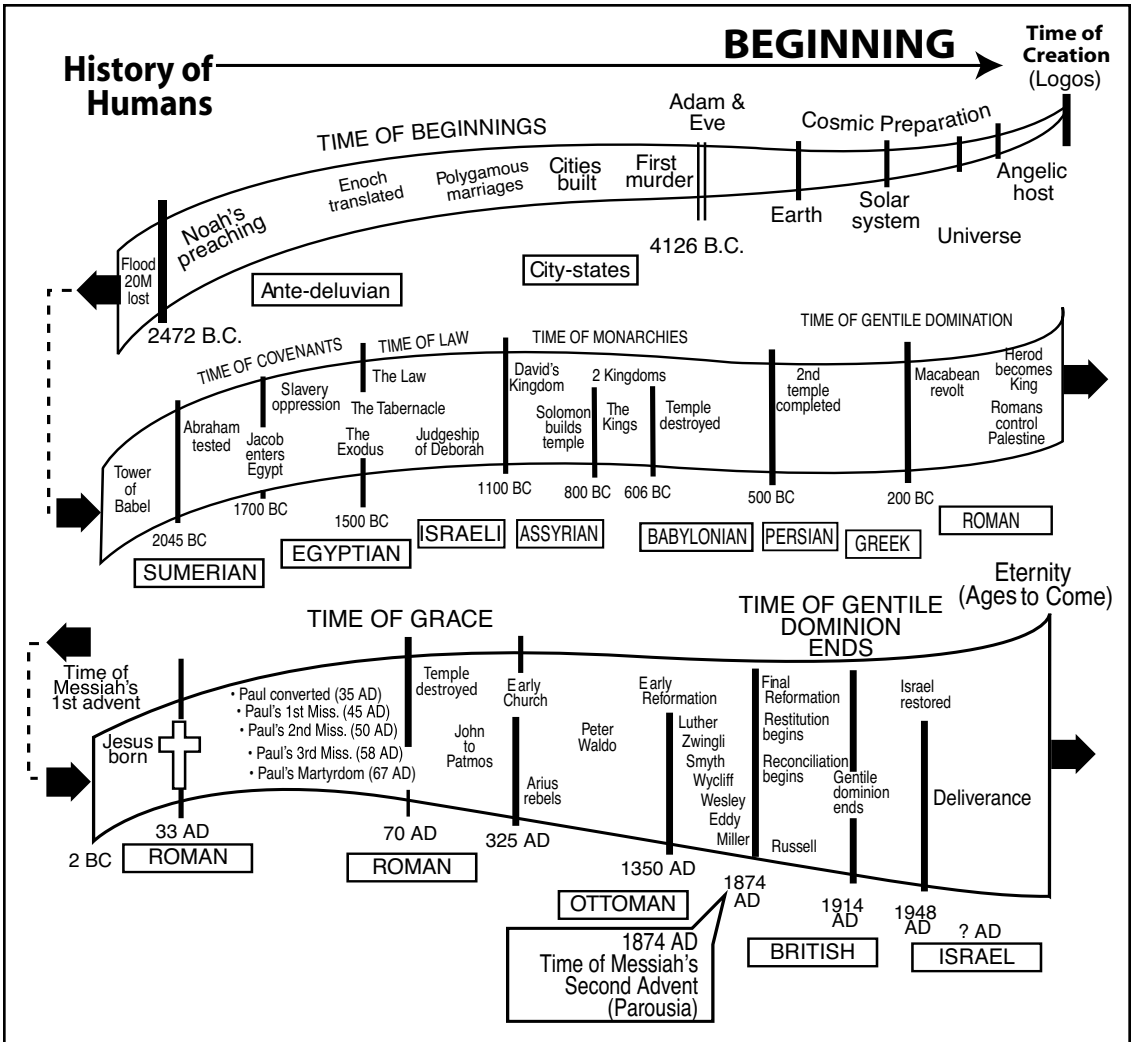 History of
Humans
BEGINNING
Time of
Creation
(Logos)
TIME OF BEGINNINGS
Adam &
Eve
Cosmic Preparation
Enoch
translated
Polygamous
marriages
Cities
built
First
murder
Angelic
host
Noah's
preaching
Earth
Solar
system
Universe
4126 B.C.
Flood
20M
lost
City-states
Ante-deluvian
2472 B.C.
TIME OF COVENANTS
TIME OF LAW
TIME OF MONARCHIES
TIME OF GENTILE DOMINATION
Tower
of
Babel
Abraham
tested
Slavery
oppression
Jacob
enters
Egypt
The Law
The Tabernacle
The
Exodus
Judgeship
of Deborah
David's
Kingdom
Solomon
builds
temple
2 Kingdoms
The
Kings
Temple
destroyed
2nd
temple
completed
Macabean
revolt
Herod
becomes
King
Romans
control
Palestine
2045 BC
1700 BC
1500 BC
1100 BC
800 BC
606 BC
500 BC
200 BC
SUMERIAN
EGYPTIAN
ISRAELI
ASSYRIAN
BABYLONIAN
PERSIAN
GREEK
ROMAN
Eternity
(Ages to Come)
TIME OF GRACE
TIME OF GENTILE
DOMINION
ENDS
Time of
Messiah's
1st advent
Jesus
born
• Paul converted (35 AD)
• Paul's 1st Miss. (45 AD)
• Paul's 2nd Miss. (50 AD)
• Paul's 3rd Miss. (58 AD)
• Paul's Martyrdom (67 AD)
Temple
destroyed
John
to
Patmos
Early
Church
Arius
rebels
Peter
Waldo
Early
Reformation
Luther
Zwingli
Smyth
Wycliff
Wesley
Eddy
Miller
Final
Reformation
Restitution
begins
Reconciliation
begins
Russell
Gentile
dominion
ends
Israel
restored
Deliverance
2 BC
33 AD
70 AD
325 AD
1350 AD
1874
AD
1914
AD
1948
AD
? AD
ROMAN
ROMAN
OTTOMAN
BRITISH
ISRAEL
1874 AD
Time of Messiah's
Second Advent
(Parousia)